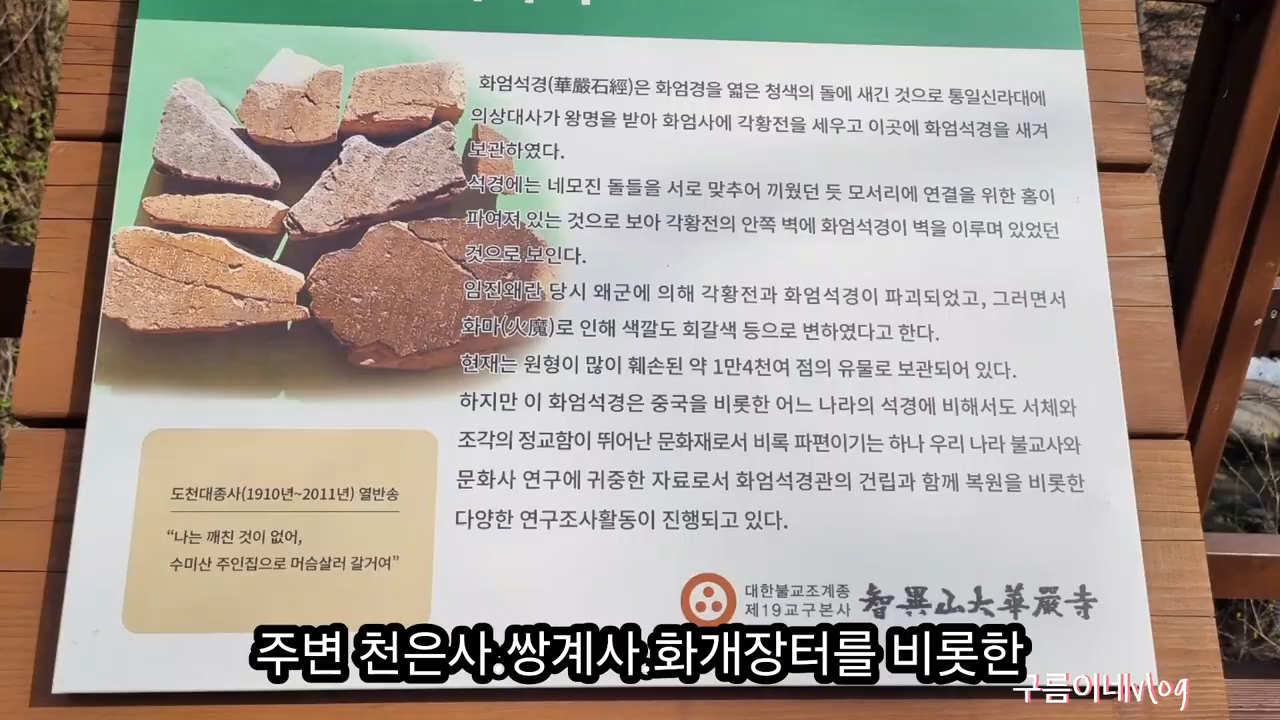 화엄석경(華嚴石經)은 화엄경을 엷은 청색의 돌에 새긴 것으로 통일신라대에
의상대사가 왕명을 받아 화엄사에 각황전을 세우고 이곳에 화엄석경을 새겨
보관하였다.
석경에는 네모진 돌들을 서로 맞추어 끼웠던 듯 모서리에 연결을 위한 홈이
파여져 있는 것으로 보아 각황전의 안쪽 벽에 화엄석경이 벽을 이루며 있었던
것으로 보인다.
임진왜란 당시 왜군에 의해 각황전과 화엄석경이 파괴되었고, 그러면서
화마(火魔)로 인해 색깔도 회갈색 등으로 변하였다고 한다.
현재는 원형이 많이 훼손된 약 1만4천여 점의 유물로 보관되어 있다.
하지만 이 화엄석경은 중국을 비롯한 어느 나라의 석경에 비해서도 서체와
조각의 정교함이 뛰어난 문화재로서 비록 파편이기는 하나 우리 나라 불교사와
문화사 연구에 귀중한 자료로서 화엄석경관의 건립과 함께 복원을 비롯한
다양한 연구조사활동이 진행되고 있다.
도천대종사(1910년~2011년) 열반송
“나는 깨친 것이 없어,
수미산 주인집으로 머슴살러 갈거여”
대한불교조계종
제19교구본사
智異山大華嚴寺
주변 천은사.쌍계사.화개장터를 비롯한
구름이네Vlog